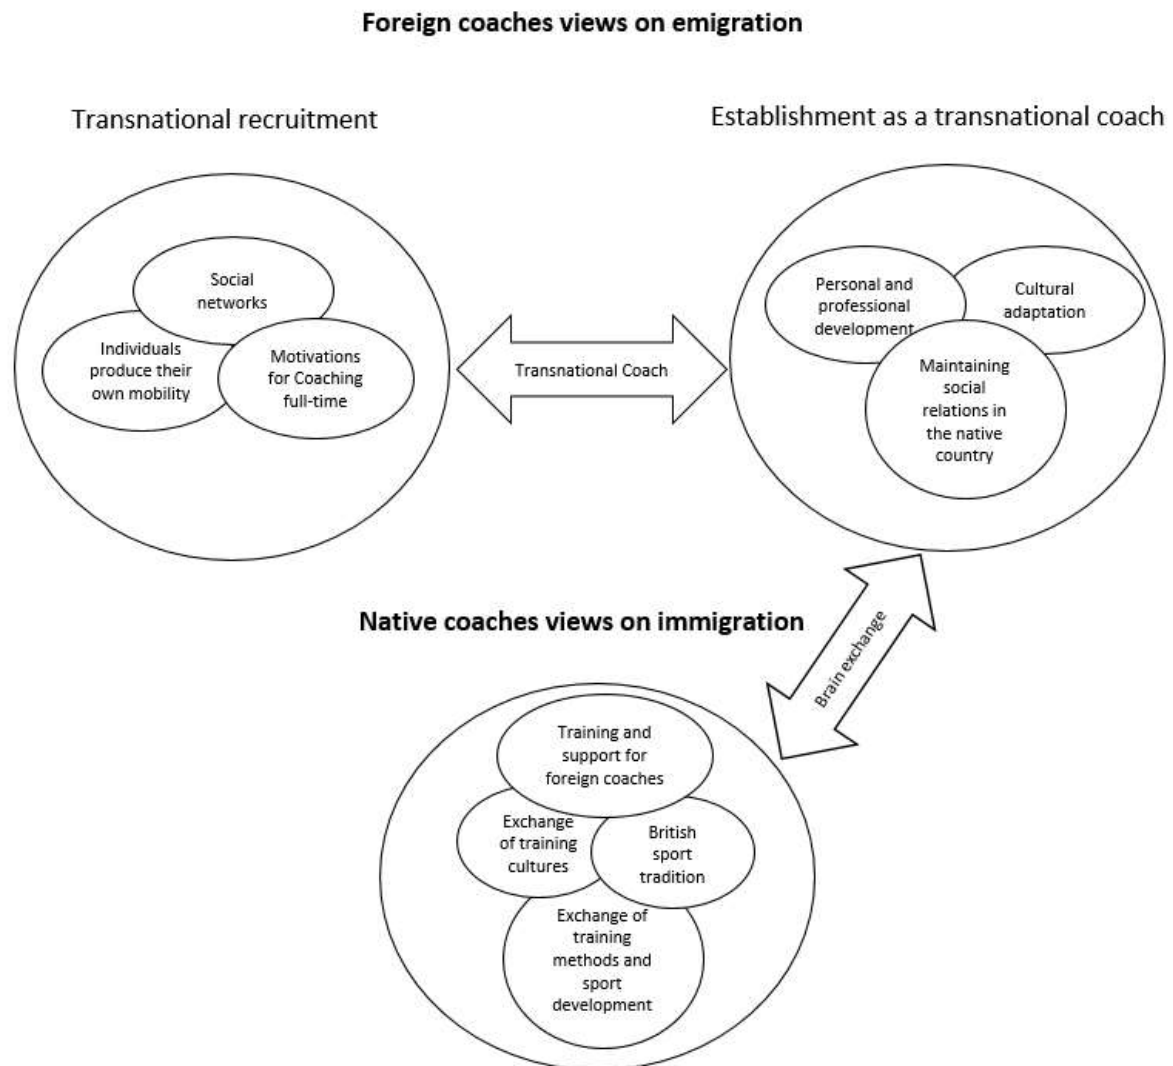 Foreign coaches views on emigration
Transnational recruitment
Establishment as a transnational coach
Social
networks
Individuals
produce their
own mobility
Motivations
for Coaching
full-time
Transnational Coach
Personal and
professional
development
Cultural
adaptation
Maintaining
social
relations in
the native
country
Brain exchange
Native coaches views on immigration
Training and
support for
foreign coaches
Exchange
of training
cultures
British
sport
tradition
Exchange of
training
methods and
sport
development